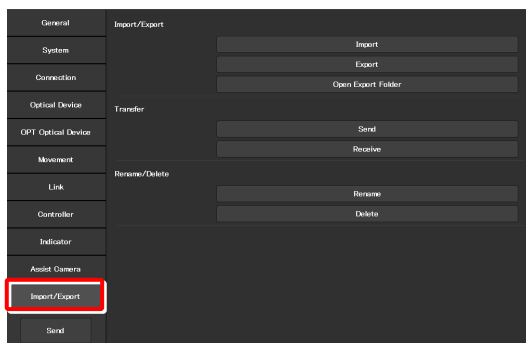 General
System
Connection
Optical Device
OPT Optical Device
Movement
Link
Controller
Indicator
Assist Camera
Import/Export
Send
Import/Export
Import
Export
Open Export Folder
Transfer
Send
Receive
Rename/Delete
Rename
Delete